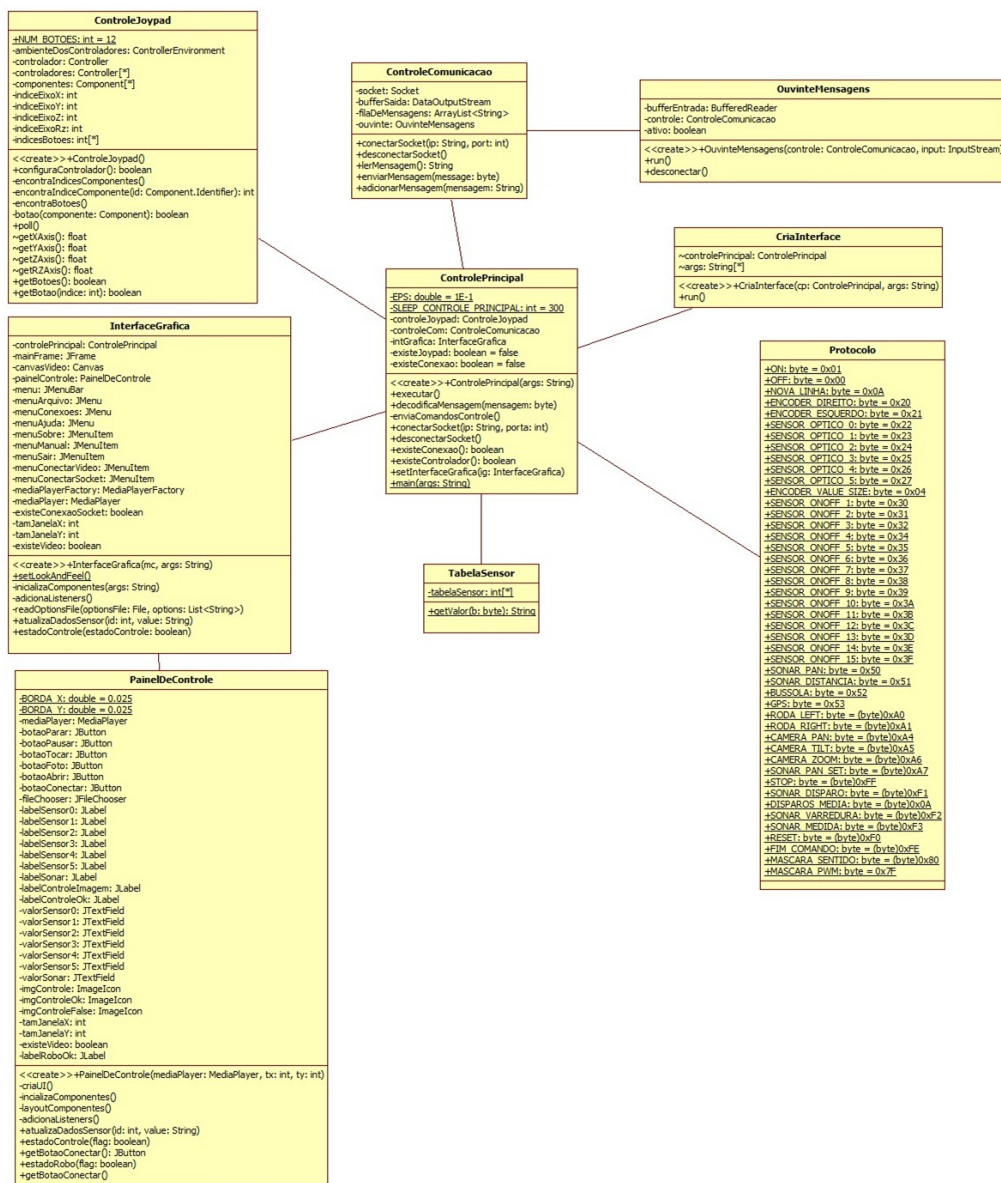 ControleJoypad
+NUM_BOTOES: int = 12
-ambienteDosControladores: ControllerEnvironment
-controlador: Controller
-controladores: Controller[*]
-componentes: Component[*]
-indiceEixoX: int
-indiceEixoY: int
-indiceEixoZ: int
-indiceEixoRz: int
-indicesBotoes: int[*]
<<create>>+ControleJoypad()
+configuraControlador(): boolean
-encontraIndicesComponentes()
-encontraIndiceComponente(id: Component.Identifier): int
-encontraBotoes()
-botao(componente: Component): boolean
+poll()
~getXAxis(): float
~getYAxis(): float
~getZAxis(): float
~getRZAxis(): float
+getBotoes(): boolean
+getBotao(indice: int): boolean
ControleComunicacao
-socket: Socket
-bufferSaida: DataOutputStream
-filaDeMensagens: ArrayList<String>
-ouvinte: OuvinteMensagens
+conectarSocket(ip: String, port: int)
+desconectarSocket()
+lerMensagem(): String
+enviarMensagem(message: byte)
+adicionarMensagem(mensagem: String)
OuvinteMensagens
-bufferEntrada: BufferedReader
-controle: ControleComunicacao
-ativo: boolean
<<create>>+OuvinteMensagens(controle: ControleComunicacao, input: InputStream)
+run()
+desconectar()
CriaInterface
~controlePrincipal: ControlePrincipal
~args: String[*]
<<create>>+CriaInterface(cp: ControlePrincipal, args: String)
+run()
ControlePrincipal
-EPS: double = 1E-1
-SLEEP_CONTROLE_PRINCIPAL: int = 300
-controleJoypad: ControleJoypad
-controleCom: ControleComunicacao
-intGrafica: InterfaceGrafica
-existeJoypad: boolean = false
-existeConexao: boolean = false
<<create>>+ControlePrincipal(args: String)
+executar()
+decodificaMensagem(mensagem: byte)
-enviaComandosControle()
+conectarSocket(ip: String, porta: int)
+desconectarSocket()
+existeConexao(): boolean
+existeControlador(): boolean
+setInterfaceGrafica(ig: InterfaceGrafica)
+main(args: String)
InterfaceGrafica
-controlePrincipal: ControlePrincipal
-mainFrame: JFrame
-canvasVideo: Canvas
-painelControle: PainelDeControle
-menu: JMenuBar
-menuArquivo: JMenu
-menuConexoes: JMenu
-menuAjuda: JMenu
-menuSobre: JMenuItem
-menuManual: JMenuItem
-menuSair: JMenuItem
-menuConectarVideo: JMenuItem
-menuConectarSocket: JMenuItem
-mediaPlayerFactory: MediaPlayerFactory
-mediaPlayer: MediaPlayer
-existeConexaoSocket: boolean
-tamJanelaX: int
-tamJanelaY: int
-existeVideo: boolean
<<create>>+InterfaceGrafica(mc, args: String)
+setLookAndFeel()
-inicializaComponentes(args: String)
-adicionaListeners()
-readOptionsFile(optionsFile: File, options: List<String>)
+atualizaDadosSensor(id: int, value: String)
+estadoControle(estadoControle: boolean)
TabelaSensor
-tabelaSensor: int[*]
+getValor(b: byte): String
Protocolo
+ON: byte = 0x01
+OFF: byte = 0x00
+NOVA_LINHA: byte = 0x0A
+ENCODER_DIREITO: byte = 0x20
+ENCODER_ESQUERDO: byte = 0x21
+SENSOR_OPTICO_0: byte = 0x22
+SENSOR_OPTICO_1: byte = 0x23
+SENSOR_OPTICO_2: byte = 0x24
+SENSOR_OPTICO_3: byte = 0x25
+SENSOR_OPTICO_4: byte = 0x26
+SENSOR_OPTICO_5: byte = 0x27
+ENCODER_VALUE_SIZE: byte = 0x04
+SENSOR_ONOFF_1: byte = 0x30
+SENSOR_ONOFF_2: byte = 0x31
+SENSOR_ONOFF_3: byte = 0x32
+SENSOR_ONOFF_4: byte = 0x34
+SENSOR_ONOFF_5: byte = 0x35
+SENSOR_ONOFF_6: byte = 0x36
+SENSOR_ONOFF_7: byte = 0x37
+SENSOR_ONOFF_8: byte = 0x38
+SENSOR_ONOFF_9: byte = 0x39
+SENSOR_ONOFF_10: byte = 0x3A
+SENSOR_ONOFF_11: byte = 0x3B
+SENSOR_ONOFF_12: byte = 0x3C
+SENSOR_ONOFF_13: byte = 0x3D
+SENSOR_ONOFF_14: byte = 0x3E
+SENSOR_ONOFF_15: byte = 0x3F
+SONAR_PAN: byte = 0x50
+SONAR_DISTANCIA: byte = 0x51
+BUSSOLA: byte = 0x52
+GPS: byte = 0x53
+RODA_LEFT: byte = (byte)0xA0
+RODA_RIGHT: byte = (byte)0xA1
+CAMERA_PAN: byte = (byte)0xA4
+CAMERA_TILT: byte = (byte)0xA5
+CAMERA_ZOOM: byte = (byte)0xA6
+SONAR_PAN_SET: byte = (byte)0xA7
+STOP: byte = (byte)0xFF
+SONAR_DISPARO: byte = (byte)0xF1
+DISPAROS_MEDIA: byte = (byte)0x0A
+SONAR_VARREDURA: byte = (byte)0xF2
+SONAR_MEDIDA: byte = (byte)0xF3
+RESET: byte = (byte)0xF0
+FIM_COMANDO: byte = (byte)0xFE
+MASCARA_SENTIDO: byte = (byte)0x80
+MASCARA_PWM: byte = 0x7F
PainelDeControle
-BORDA_X: double = 0.025
-BORDA_Y: double = 0.025
-mediaPlayer: MediaPlayer
-botaoParar: JButton
-botaoPausar: JButton
-botaoTocar: JButton
-botaoFoto: JButton
-botaoAbrir: JButton
-botaoConectar: JButton
-fileChooser: JFileChooser
-labelSensor0: JLabel
-labelSensor1: JLabel
-labelSensor2: JLabel
-labelSensor3: JLabel
-labelSensor4: JLabel
-labelSensor5: JLabel
-labelSonar: JLabel
-labelControleImagem: JLabel
-labelControleOk: JLabel
-valorSensor0: JTextField
-valorSensor1: JTextField
-valorSensor2: JTextField
-valorSensor3: JTextField
-valorSensor4: JTextField
-valorSensor5: JTextField
-valorSonar: JTextField
-imgControle: ImageIcon
-imgControleOk: ImageIcon
-imgControleFalse: ImageIcon
-tamJanelaX: int
-tamJanelaY: int
-existeVideo: boolean
-labelRoboOk: JLabel
<<create>>+PainelDeControle(mediaPlayer: MediaPlayer, tx: int, ty: int)
-criaUI()
-incializaComponentes()
-layoutComponentes()
-adicionaListeners()
+atualizaDadosSensor(id: int, value: String)
+estadoControle(flag: boolean)
+getBotaoConectar(): JButton
+estadoRobo(flag: boolean)
+getBotaoConectar()